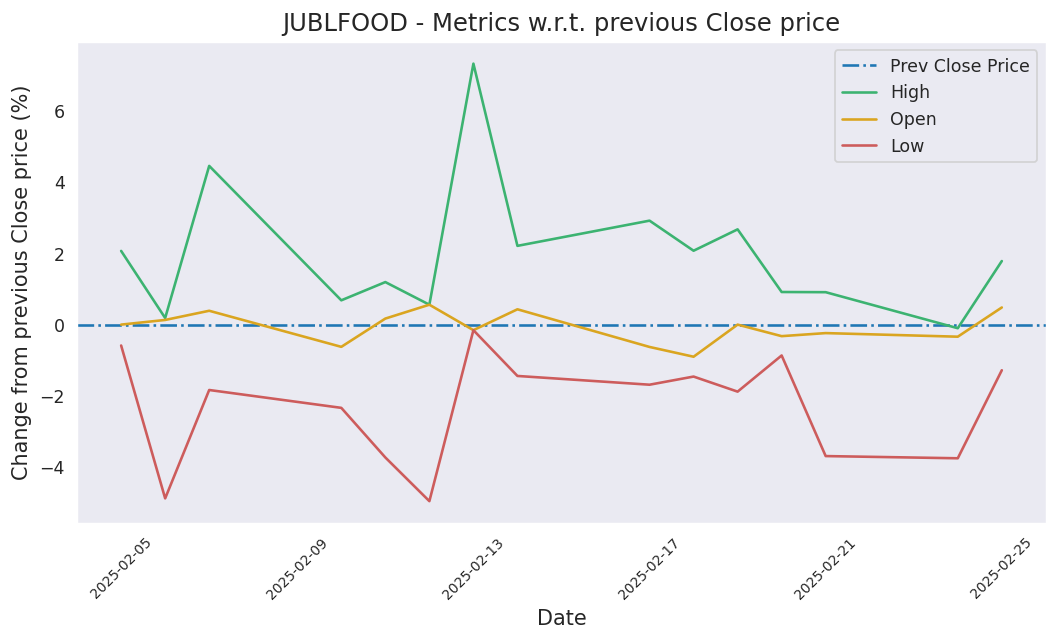 JUBLFOOD - Metrics w.r.t. previous Close price
Prev Close Price
High
Open
Low
Change from previous Close price (%)
6
4
2
0
−2
−4
2025-02-05
2025-02-09
2025-02-13
2025-02-17
2025-02-21
2025-02-25
Date